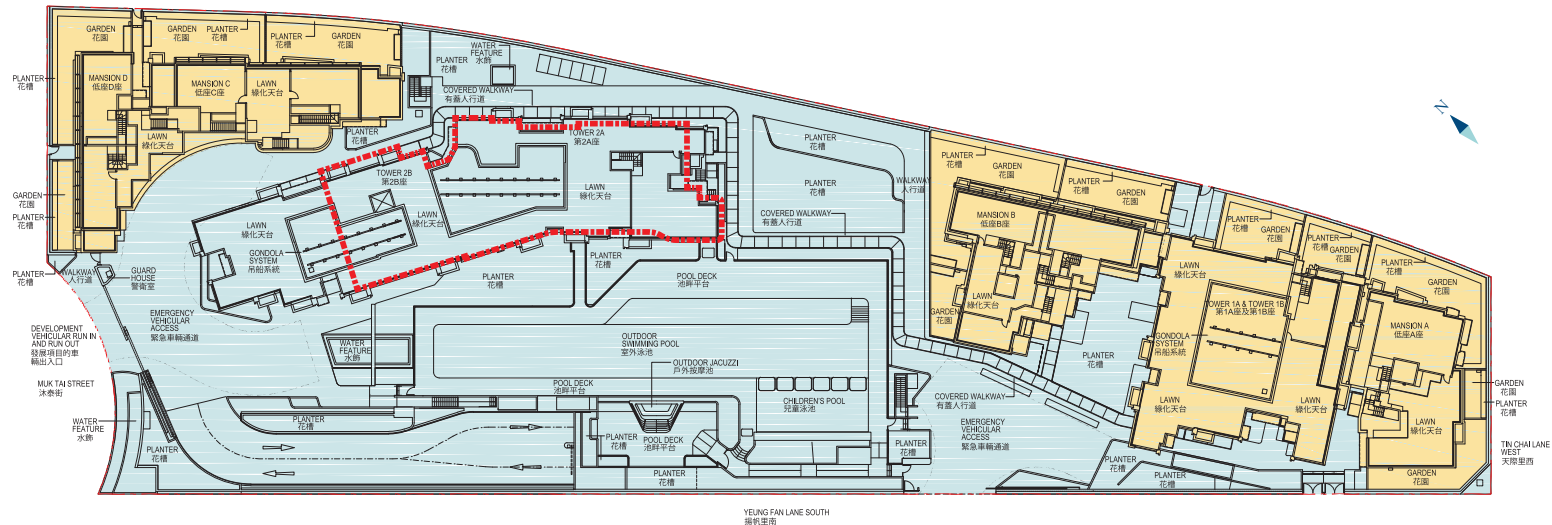 GARDEN
花園
GARDEN
花園
PLANTER
花槽
PLANTER
花槽
GARDEN
花園
PLANTER
花槽
MANSION D
低座D座
MANSION C
低座C座
LAWN
綠化天台
LAWN
綠化天台
PLANTER
花槽
WATER
FEATURE
水飾
PLANTER
花槽
COVERED WALKWAY
有蓋人行道
TOWER 2A
第2A座
TOWER 2B
第2B座
LAWN
綠化天台
LAWN
綠化天台
LAWN
綠化天台
GONDOLA
SYSTEM
吊船系統
GARDEN
花園
PLANTER
花槽
PLANTER
花槽
WALKWAY
人行道
GUARD
HOUSE
警衛室
PLANTER
花槽
PLANTER
花槽
WALKWAY
人行道
COVERED WALKWAY
有蓋人行道
PLANTER
花槽
GARDEN
花園
PLANTER
花槽
GARDEN
花園
MANSION B
低座B座
PLANTER
花槽
GARDEN
花園
PLANTER
花槽
GARDEN
花園
PLANTER
花槽
GARDEN
花園
N
PLANTER
花槽
PLANTER
花槽
POOL DECK
池畔平台
LAWN
綠化天台
GARDEN
花園
LAWN
綠化天台
TOWER 1A & TOWER 1B
第1A座及第1B座
GONDOLA
SYSTEM
吊船系統
MANSION A
低座A座
EMERGENCY
VEHICULAR
ACCESS
緊急車輛通道
DEVELOPMENT
VEHICULAR RUN IN
AND RUN OUT
發展項目的車
輛出入口
MUK TAI STREET
沐泰街
WATER
FEATURE
水飾
OUTDOOR
SWIMMING POOL
室外泳池
OUTDOOR JACUZZI
戶外按摩池
POOL DECK
池畔平台
CHILDREN'S POOL
兒童泳池
PLANTER
花槽
COVERED WALKWAY
有蓋人行道
LAWN
綠化天台
LAWN
綠化天台
LAWN
綠化天台
GARDEN
花園
PLANTER
花槽
WATER
FEATURE
水飾
PLANTER
花槽
PLANTER
花槽
PLANTER
花槽
POOL DECK
池畔平台
PLANTER
花槽
PLANTER
花槽
EMERGENCY
VEHICULAR
ACCESS
緊急車輛通道
PLANTER
花槽
PLANTER
花槽
GARDEN
花園
TIN CHAI LANE
WEST
天際里西
YEUNG FAN LANE SOUTH
揚帆里南